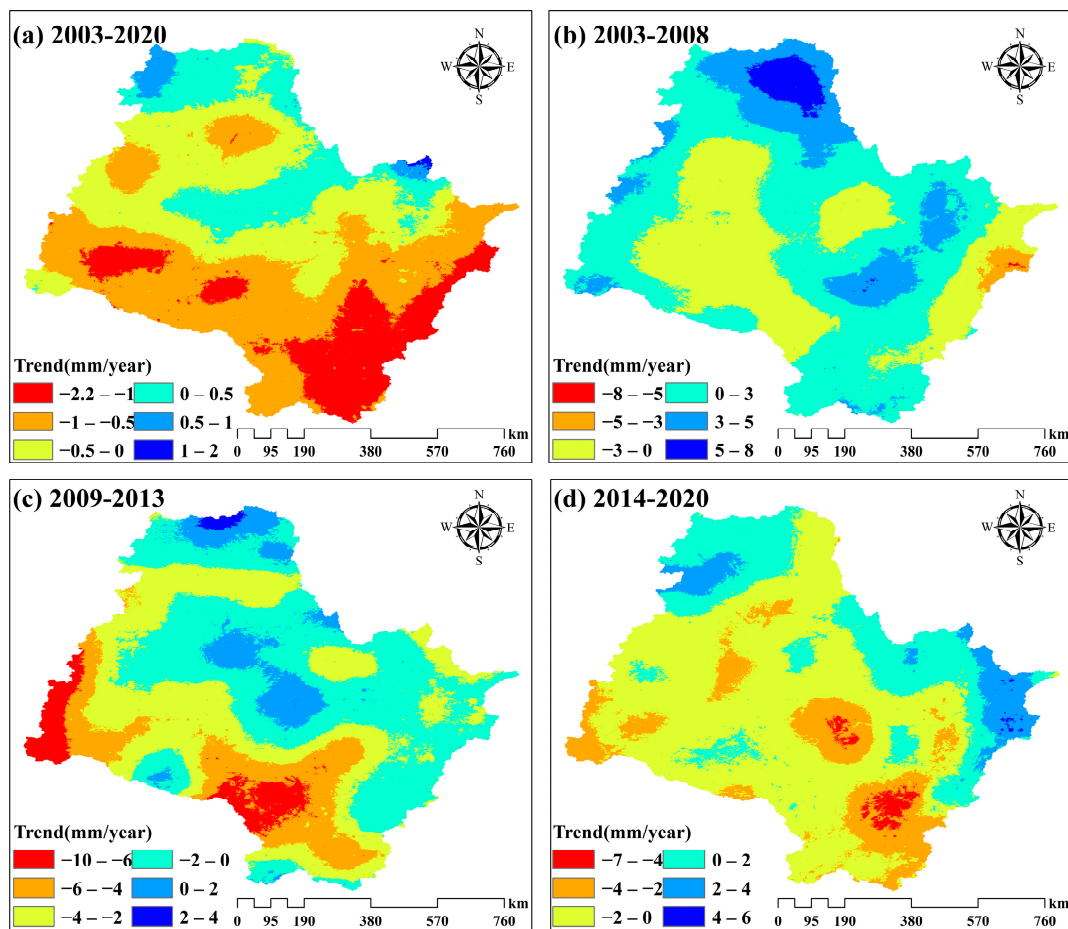 (a) 2003-2020
N
W E
S
Trend(mm/year)
−2.2 – −1 0 – 0.5
−1 – −0.5 0.5 – 1
−0.5 – 0 1 – 2
km
0 95 190 380 570 760
(b) 2003-2008
N
W E
S
Trend(mm/year)
−8 – −5 0 – 3
−5 – −3 3 – 5
−3 – 0 5 – 8
km
0 95 190 380 570 760
(c) 2009-2013
N
W E
S
Trend(mm/year)
−10 – −6 −2 – 0
−6 – −4 0 – 2
−4 – −2 2 – 4
km
0 95 190 380 570 760
(d) 2014-2020
N
W E
S
Trend(mm/year)
−7 – −4 0 – 2
−4 – −2 2 – 4
−2 – 0 4 – 6
km
0 95 190 380 570 760